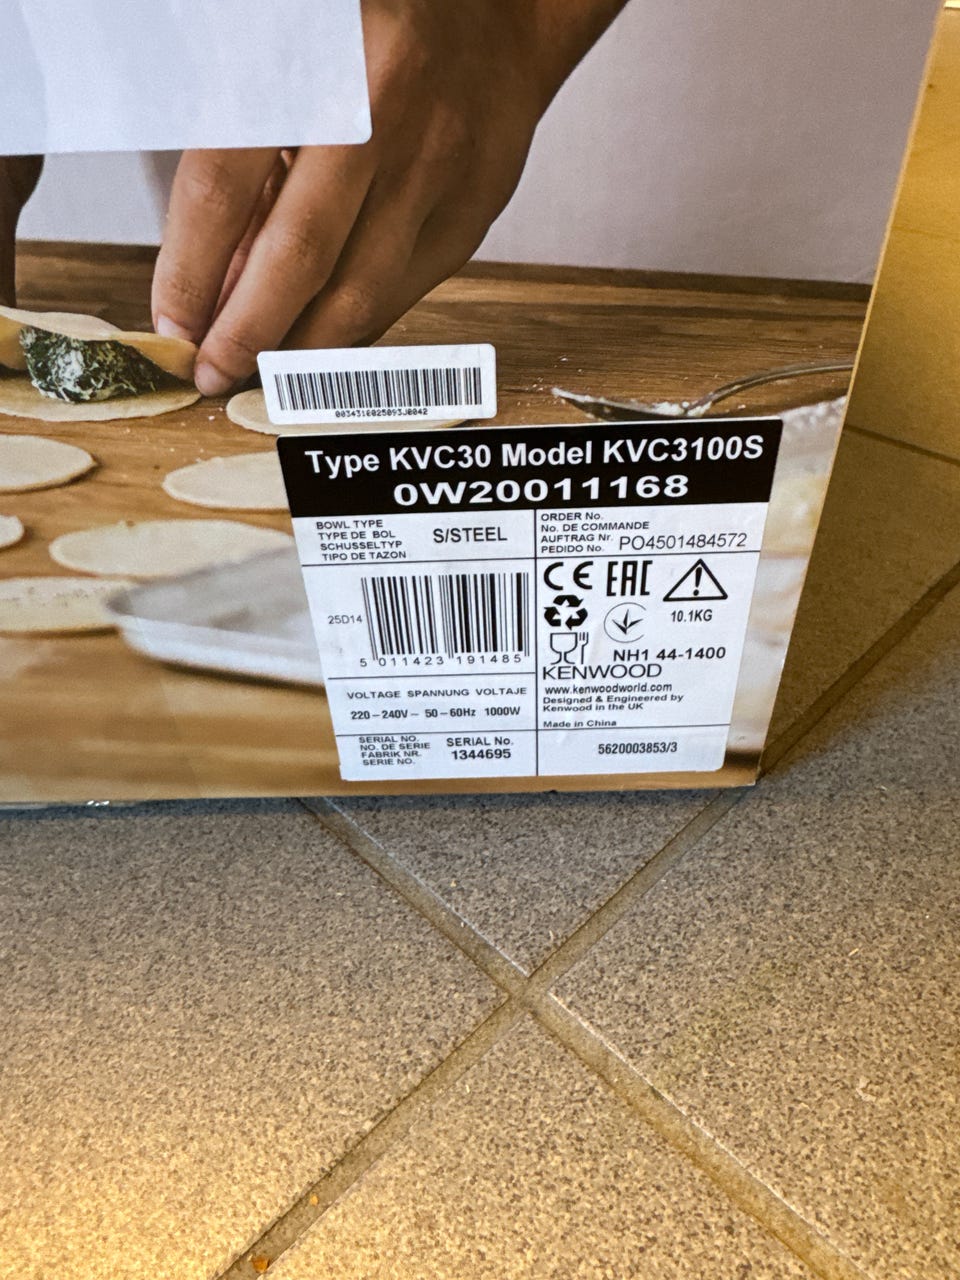 0034316025093J0042
Type KVC30 Model KVC3100S
0W20011168
BOWL TYPE
TYPE DE BOL
SCHUSSELTYP
TIPO DE TAZON
S/STEEL
ORDER No.
No. DE COMMANDE
AUFTRAG Nr.
PEDIDO No.
PO4501484572
25D14
5 011423 191485
CE EAC
10.1KG
NH1 44-1400
KENWOOD
www.kenwoodworld.com
Designed & Engineered by
Kenwood in the UK
Made in China
VOLTAGE SPANNUNG VOLTAJE
220–240V~ 50–60Hz 1000W
SERIAL NO.
NO. DE SERIE
FABRIK NR.
SERIE NO.
SERIAL No.
1344695
5620003853/3